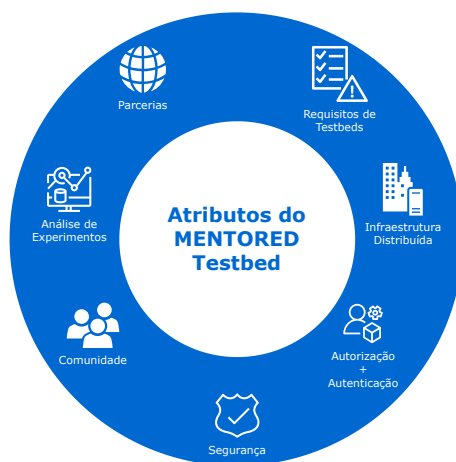 Parcerias
Requisitos de
Testbeds
Análise de
Experimentos
Atributos do
MENTORED
Testbed
Infraestrutura
Distribuída
Comunidade
Autorização
+
Autenticação
Segurança